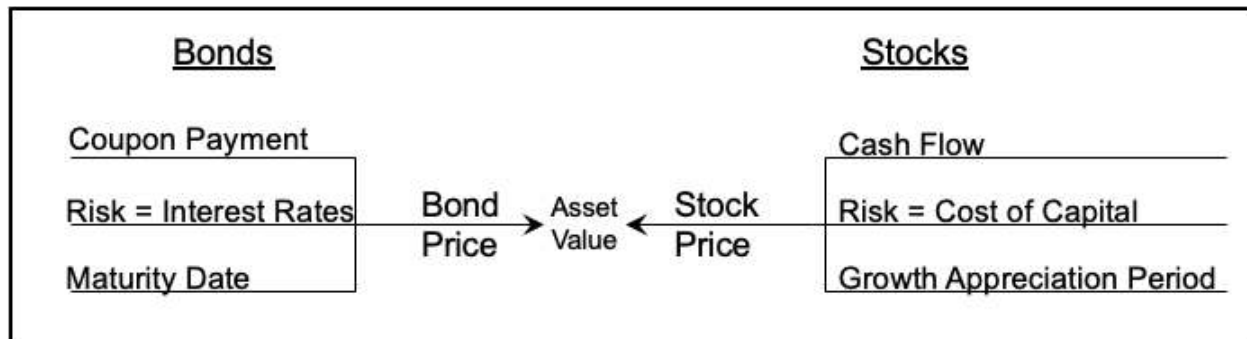 Bonds
Stocks
Coupon Payment
Cash Flow
Risk = Interest Rates
Bond
Price
Asset
Value
Stock
Price
Risk = Cost of Capital
Maturity Date
Growth Appreciation Period